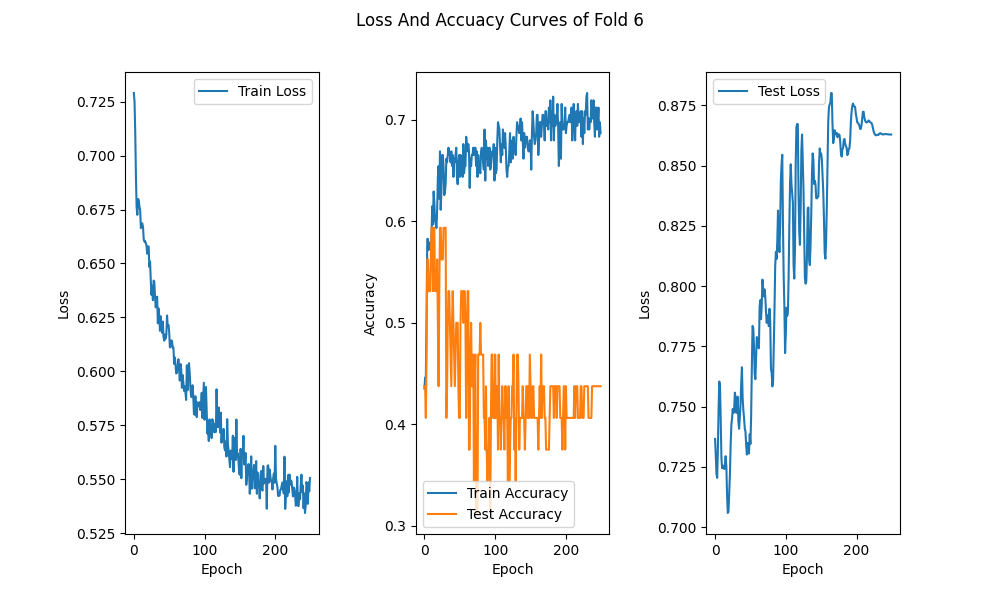 Loss And Accuacy Curves of Fold 6
Train Loss
0.725
0.700
0.675
0.650
0.625
0.600
0.575
0.550
0.525
Loss
0
100
200
Epoch
0.7
0.6
0.5
0.4
0.3
Accuracy
Train Accuracy
Test Accuracy
0
100
200
Epoch
Test Loss
0.875
0.850
0.825
0.800
0.775
0.750
0.725
0.700
Loss
0
100
200
Epoch